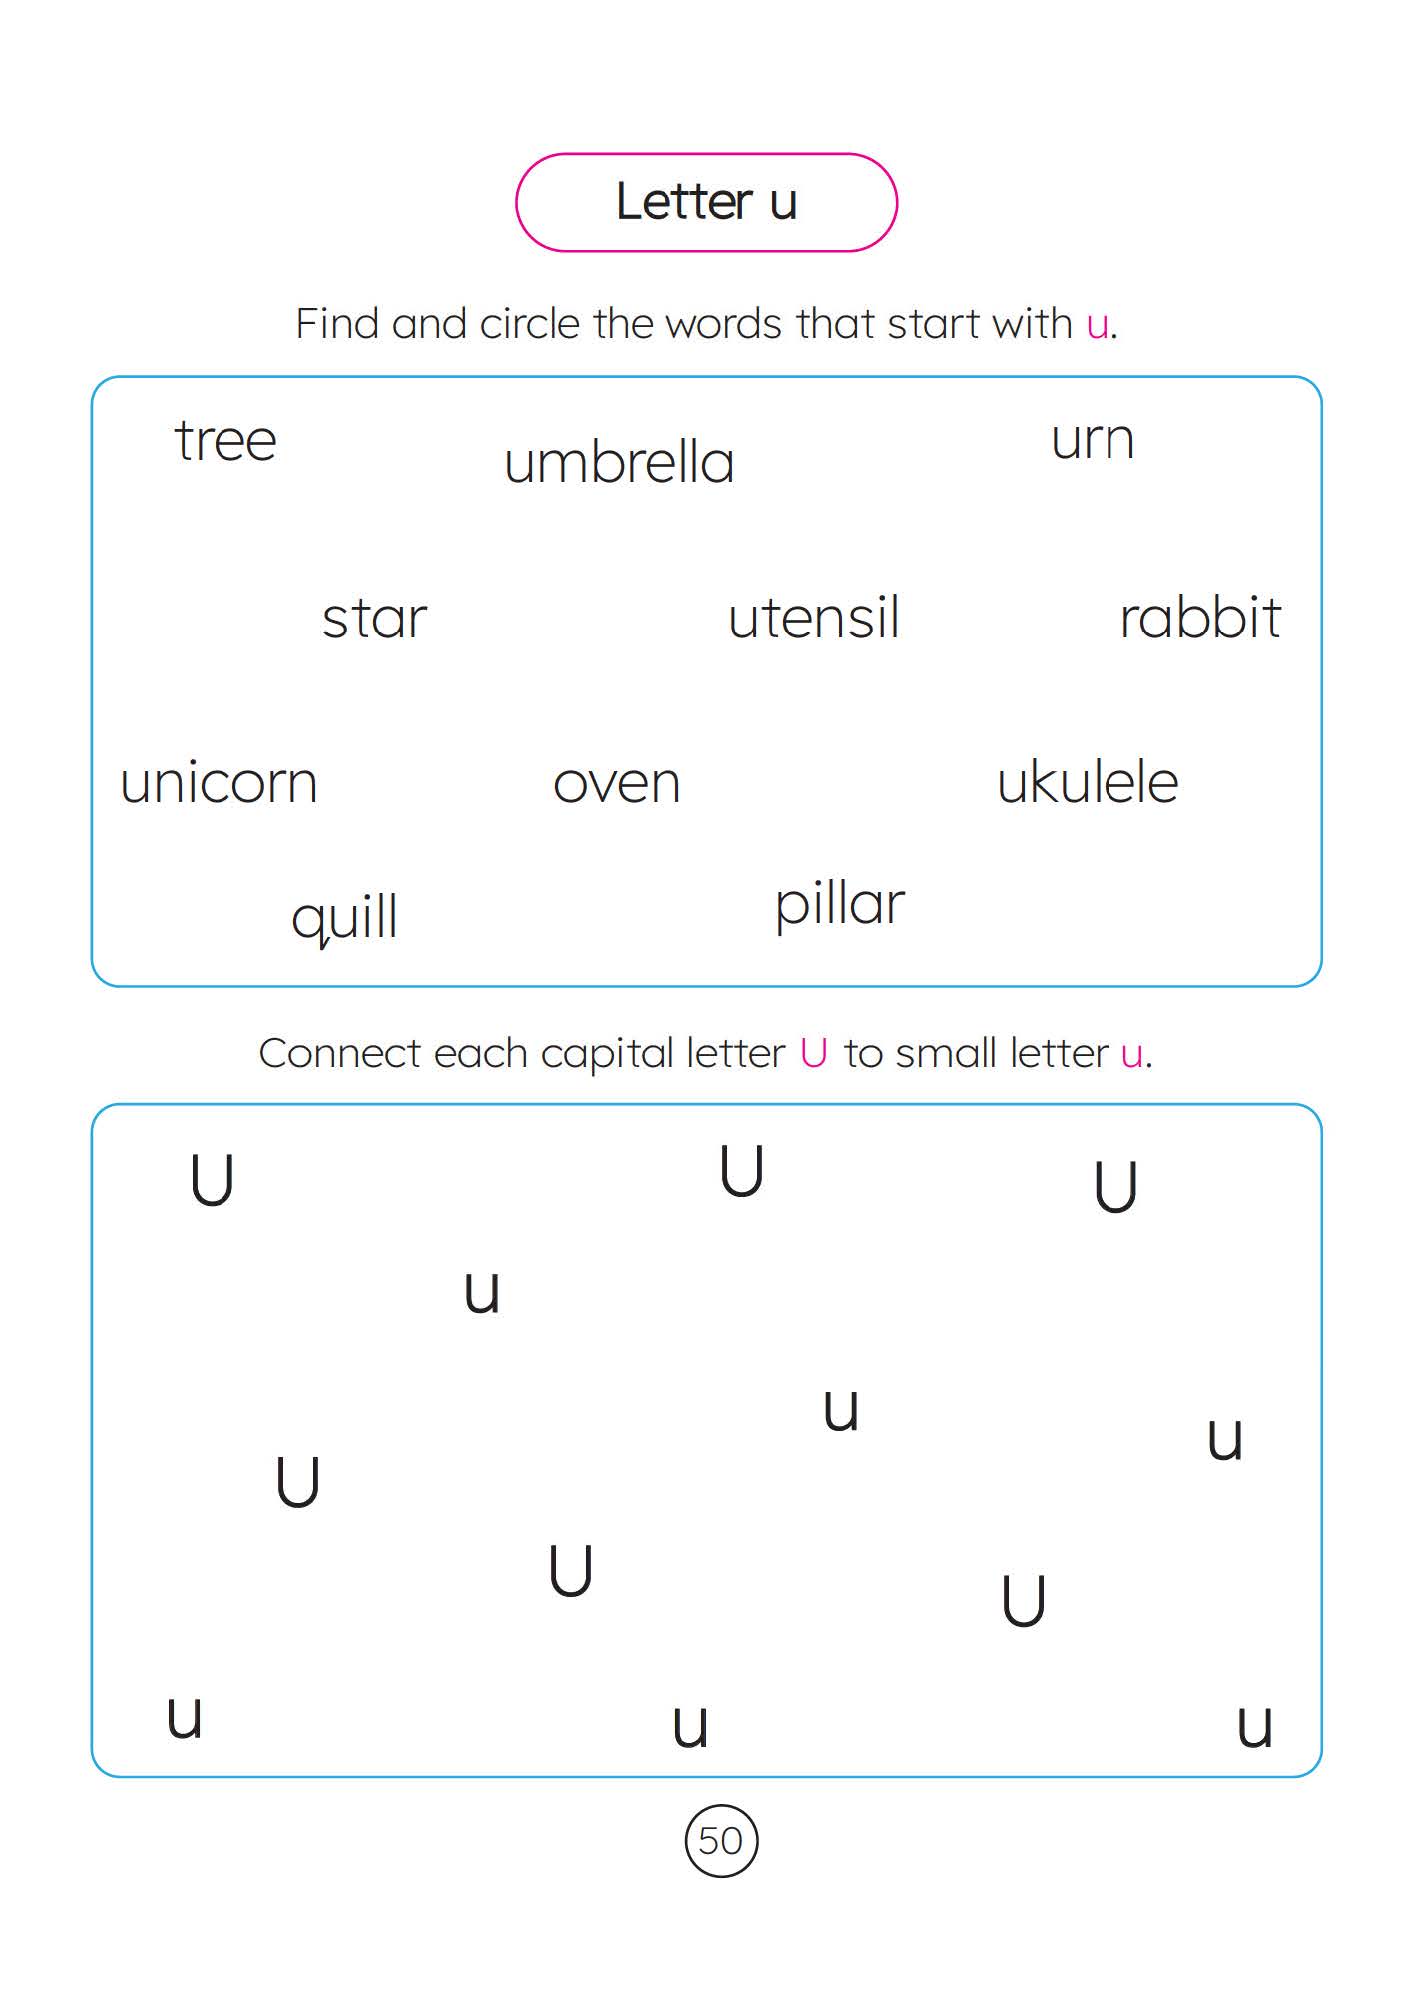 Letter u
Find and circle the words that start with u.
tree umbrella urn
star utensil rabbit
unicorn oven ukulele
quill pillar
Connect each capital letter U to small letter u.
U U U
u
u u
U
U U
u u u
50